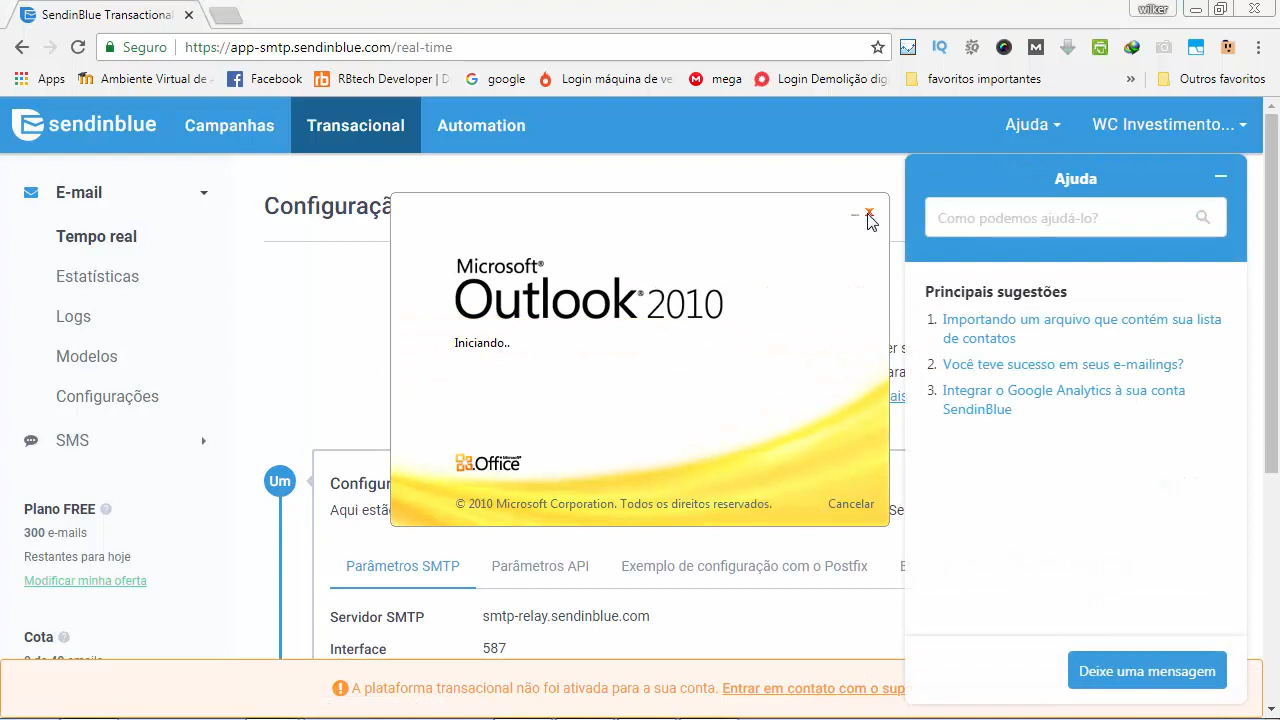 SendinBlue Transactional
wilker
Seguro
https://app-smtp.sendinblue.com/real-time
Apps
Ambiente Virtual de
Facebook
RBtech Developer | D
google
Login máquina de ve
mega
Login Demolição dig
favoritos importantes
»
Outros favoritos
sendinblue
Campanhas
Transacional
Automation
Ajuda
WC Investimento...
E-mail
Tempo real
Estatísticas
Logs
Modelos
Configurações
SMS
Plano FREE
300 e-mails
Restantes para hoje
Modificar minha oferta
Cota
Configuraçã
Microsoft®
Outlook® 2010
Iniciando..
Microsoft®
Office
© 2010 Microsoft Corporation. Todos os direitos reservados.
Cancelar
Um
Configur
Aqui estão
Parâmetros SMTP
Parâmetros API
Exemplo de configuração com o Postfix
Servidor SMTP
smtp-relay.sendinblue.com
Interface
587
A plataforma transacional não foi ativada para a sua conta. Entrar em contato com o sup
Ajuda
Como podemos ajudá-lo?
Principais sugestões
1. Importando um arquivo que contém sua lista
de contatos
2. Você teve sucesso em seus e-mailings?
3. Integrar o Google Analytics à sua conta
SendinBlue
Deixe uma mensagem